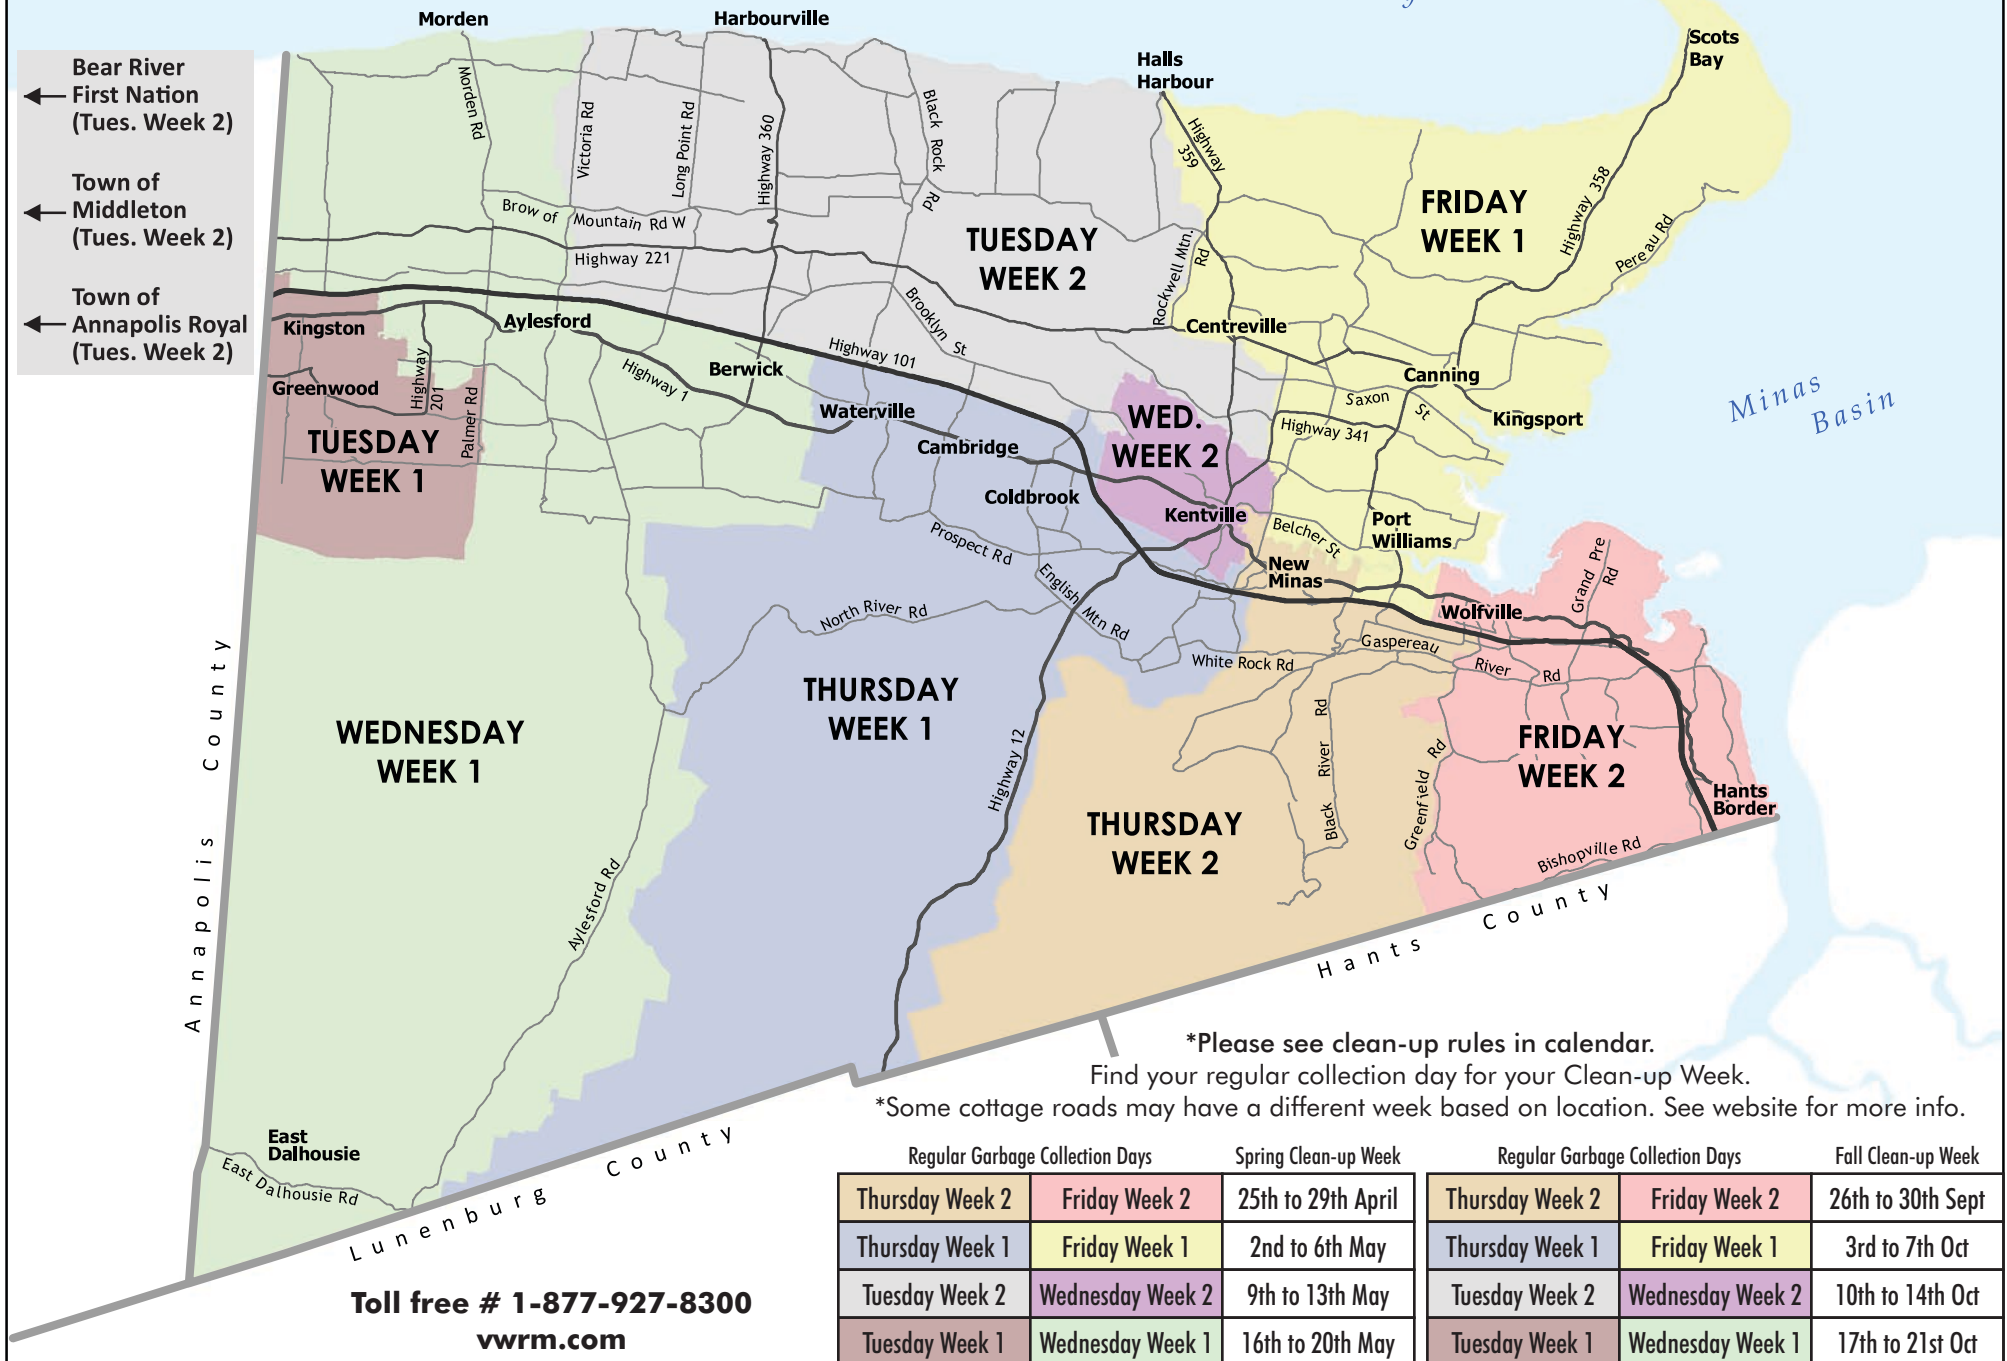 Morden
Harbourville
Halls
Harbour
Scots
Bay
Bear River
First Nation
(Tues. Week 2)
Town of
Middleton
(Tues. Week 2)
Town of
Annapolis Royal
(Tues. Week 2)
Morden Rd
Victoria Rd
Long Point Rd
Highway 360
Black Rock
Rd
Highway
359
Highway 358
Pereau Rd
FRIDAY
WEEK 1
Brow of
Mountain Rd W
Highway 221
TUESDAY
WEEK 2
Rockwell Mtn.
Rd
Brooklyn St
Kingston
Aylesford
Centreville
Highway 101
Berwick
Highway 1
Greenwood
Highway
201
Palmer Rd
Canning
Saxon
St
Kingsport
Minas
Basin
Waterville
WED.
WEEK 2
Highway 341
TUESDAY
WEEK 1
Cambridge
Coldbrook
Kentville
Belcher St
Port
Williams
Prospect Rd
New
Minas
Grand Pre
Rd
English Mtn Rd
North River Rd
Wolfville
White Rock Rd
Gaspereau
River
Rd
THURSDAY
WEEK 1
WEDNESDAY
WEEK 1
Highway 12
Black
River
Rd
Greenfield
Rd
FRIDAY
WEEK 2
Hants
Border
THURSDAY
WEEK 2
Bishopville Rd
Aylesford Rd
Annapolis County
Hants County
Lunenburg County
East
Dalhousie
East Dalhousie Rd
*Please see clean-up rules in calendar.
Find your regular collection day for your Clean-up Week.
*Some cottage roads may have a different week based on location. See website for more info.
Regular Garbage Collection Days Spring Clean-up Week
Thursday Week 2 Friday Week 2 25th to 29th April
Thursday Week 1 Friday Week 1 2nd to 6th May
Tuesday Week 2 Wednesday Week 2 9th to 13th May
Tuesday Week 1 Wednesday Week 1 16th to 20th May
Regular Garbage Collection Days Fall Clean-up Week
Thursday Week 2 Friday Week 2 26th to 30th Sept
Thursday Week 1 Friday Week 1 3rd to 7th Oct
Tuesday Week 2 Wednesday Week 2 10th to 14th Oct
Tuesday Week 1 Wednesday Week 1 17th to 21st Oct
Toll free # 1-877-927-8300
vwrm.com